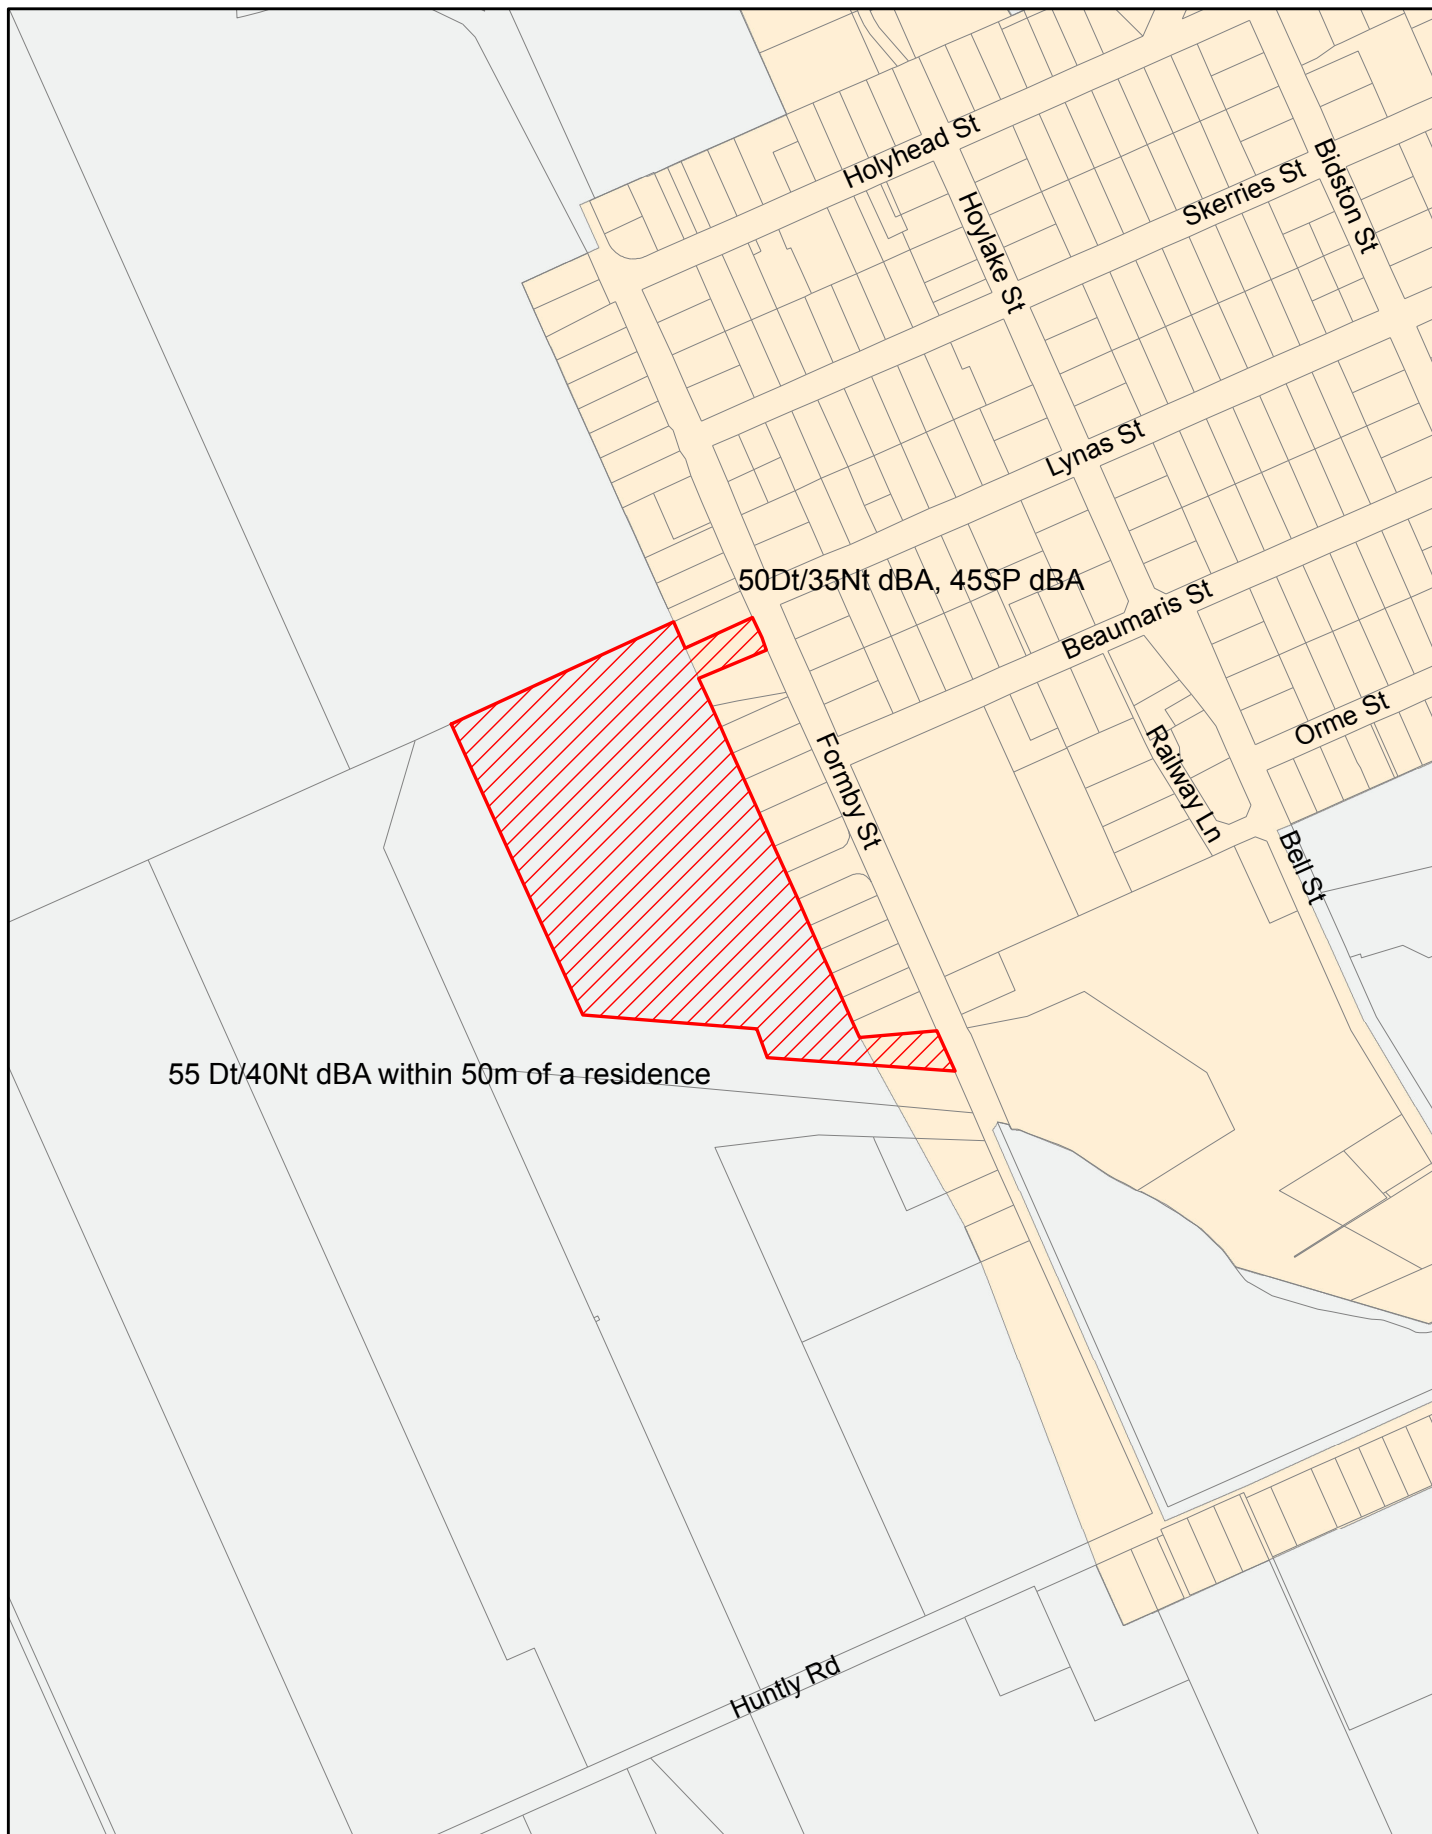 Holyhead St
Skerries St
Bidston St
Hoylake St
Lynas St
50Dt/35Nt dBA, 45SP dBA
Beaumaris St
Orme St
Railway Ln
Formby St
Bell St
55 Dt/40Nt dBA within 50m of a residence
Huntly Rd